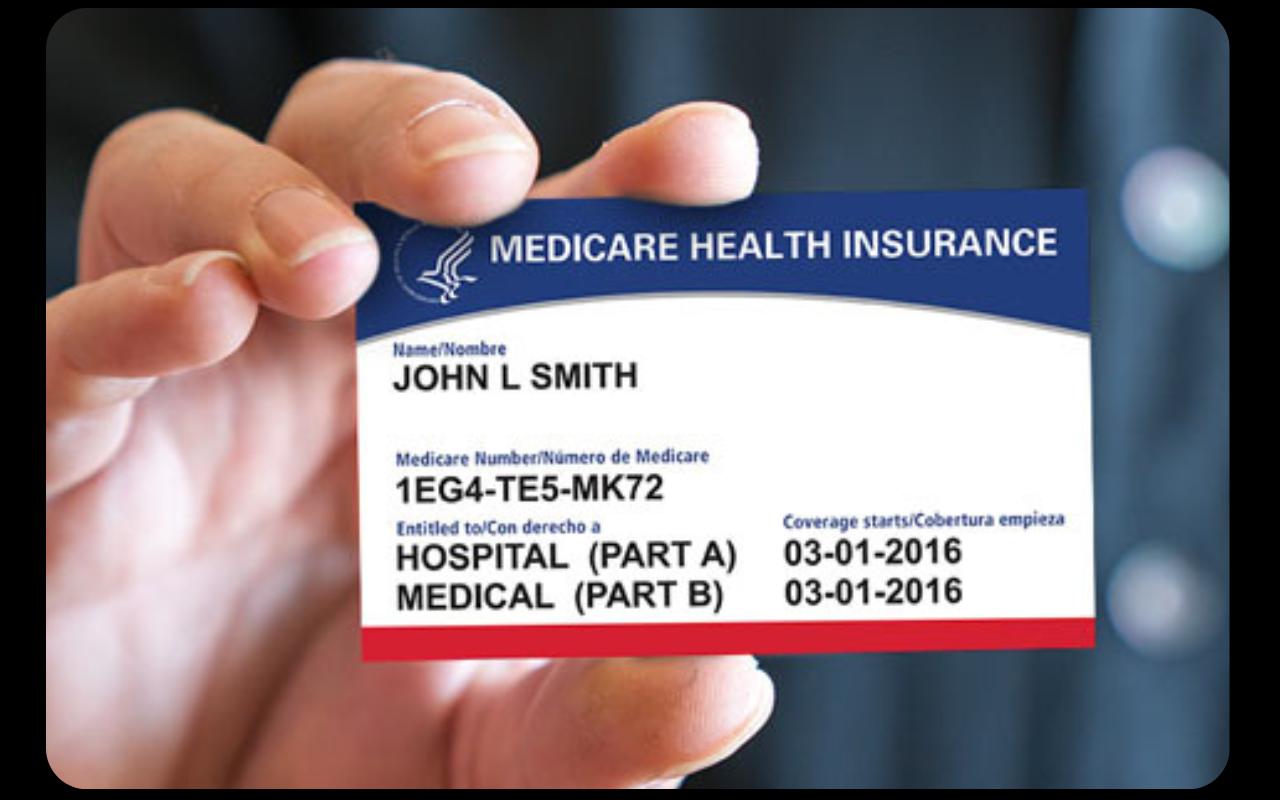 MEDICARE HEALTH INSURANCE
Name/Nombre
JOHN L SMITH
Medicare Number/Número de Medicare
1EG4-TE5-MK72
Entitled to/Con derecho a
HOSPITAL (PART A)
MEDICAL (PART B)
Coverage starts/Cobertura empieza
03-01-2016
03-01-2016